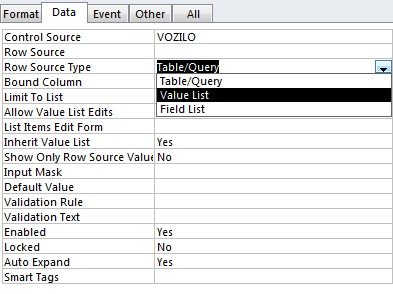 Format Data Event Other All
Control Source VOZILO
Row Source
Row Source Type Table/Query
Bound Column Table/Query
Limit To List Value List
Allow Value List Edits Field List
List Items Edit Form
Inherit Value List Yes
Show Only Row Source Value No
Input Mask
Default Value
Validation Rule
Validation Text
Enabled Yes
Locked No
Auto Expand Yes
Smart Tags